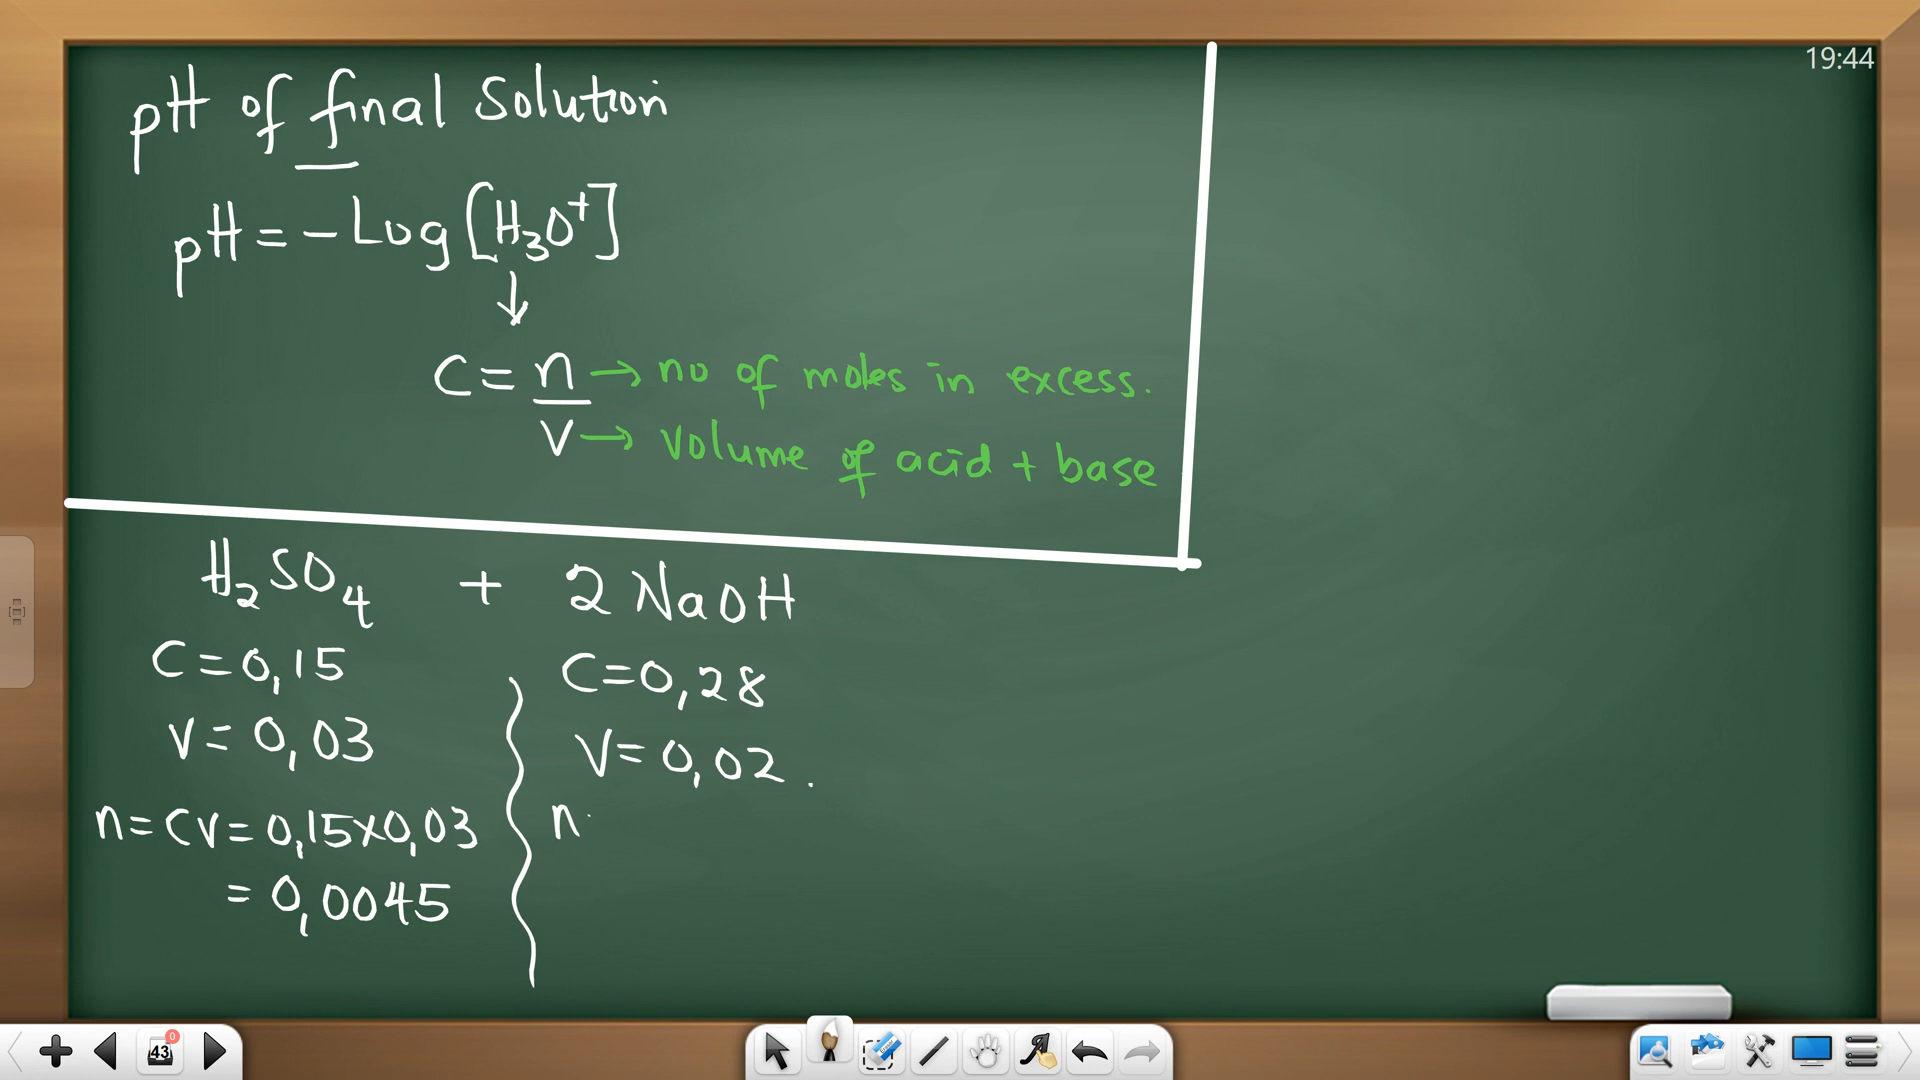 19:44
pH of final Solution
pH = -Log [H₃O⁺]
↓
C = n/V
n → no of moles in excess.
V → volume of acid + base
H₂SO₄ + 2 NaOH
C = 0,15
V = 0,03
n = CV = 0,15 × 0,03
= 0,0045
C = 0,28
V = 0,02 .
n
43
0